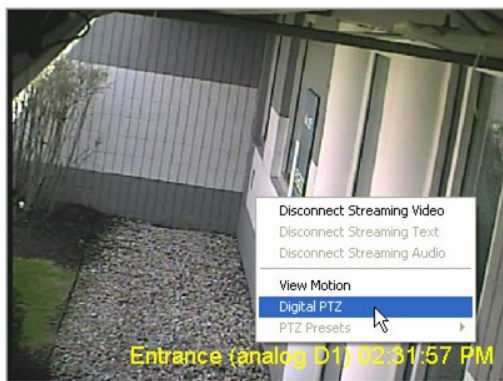 Disconnect Streaming Video
Disconnect Streaming Text
Disconnect Streaming Audio
View Motion
Digital PTZ
PTZ Presets
Entrance (analog D1) 02:31:57 PM